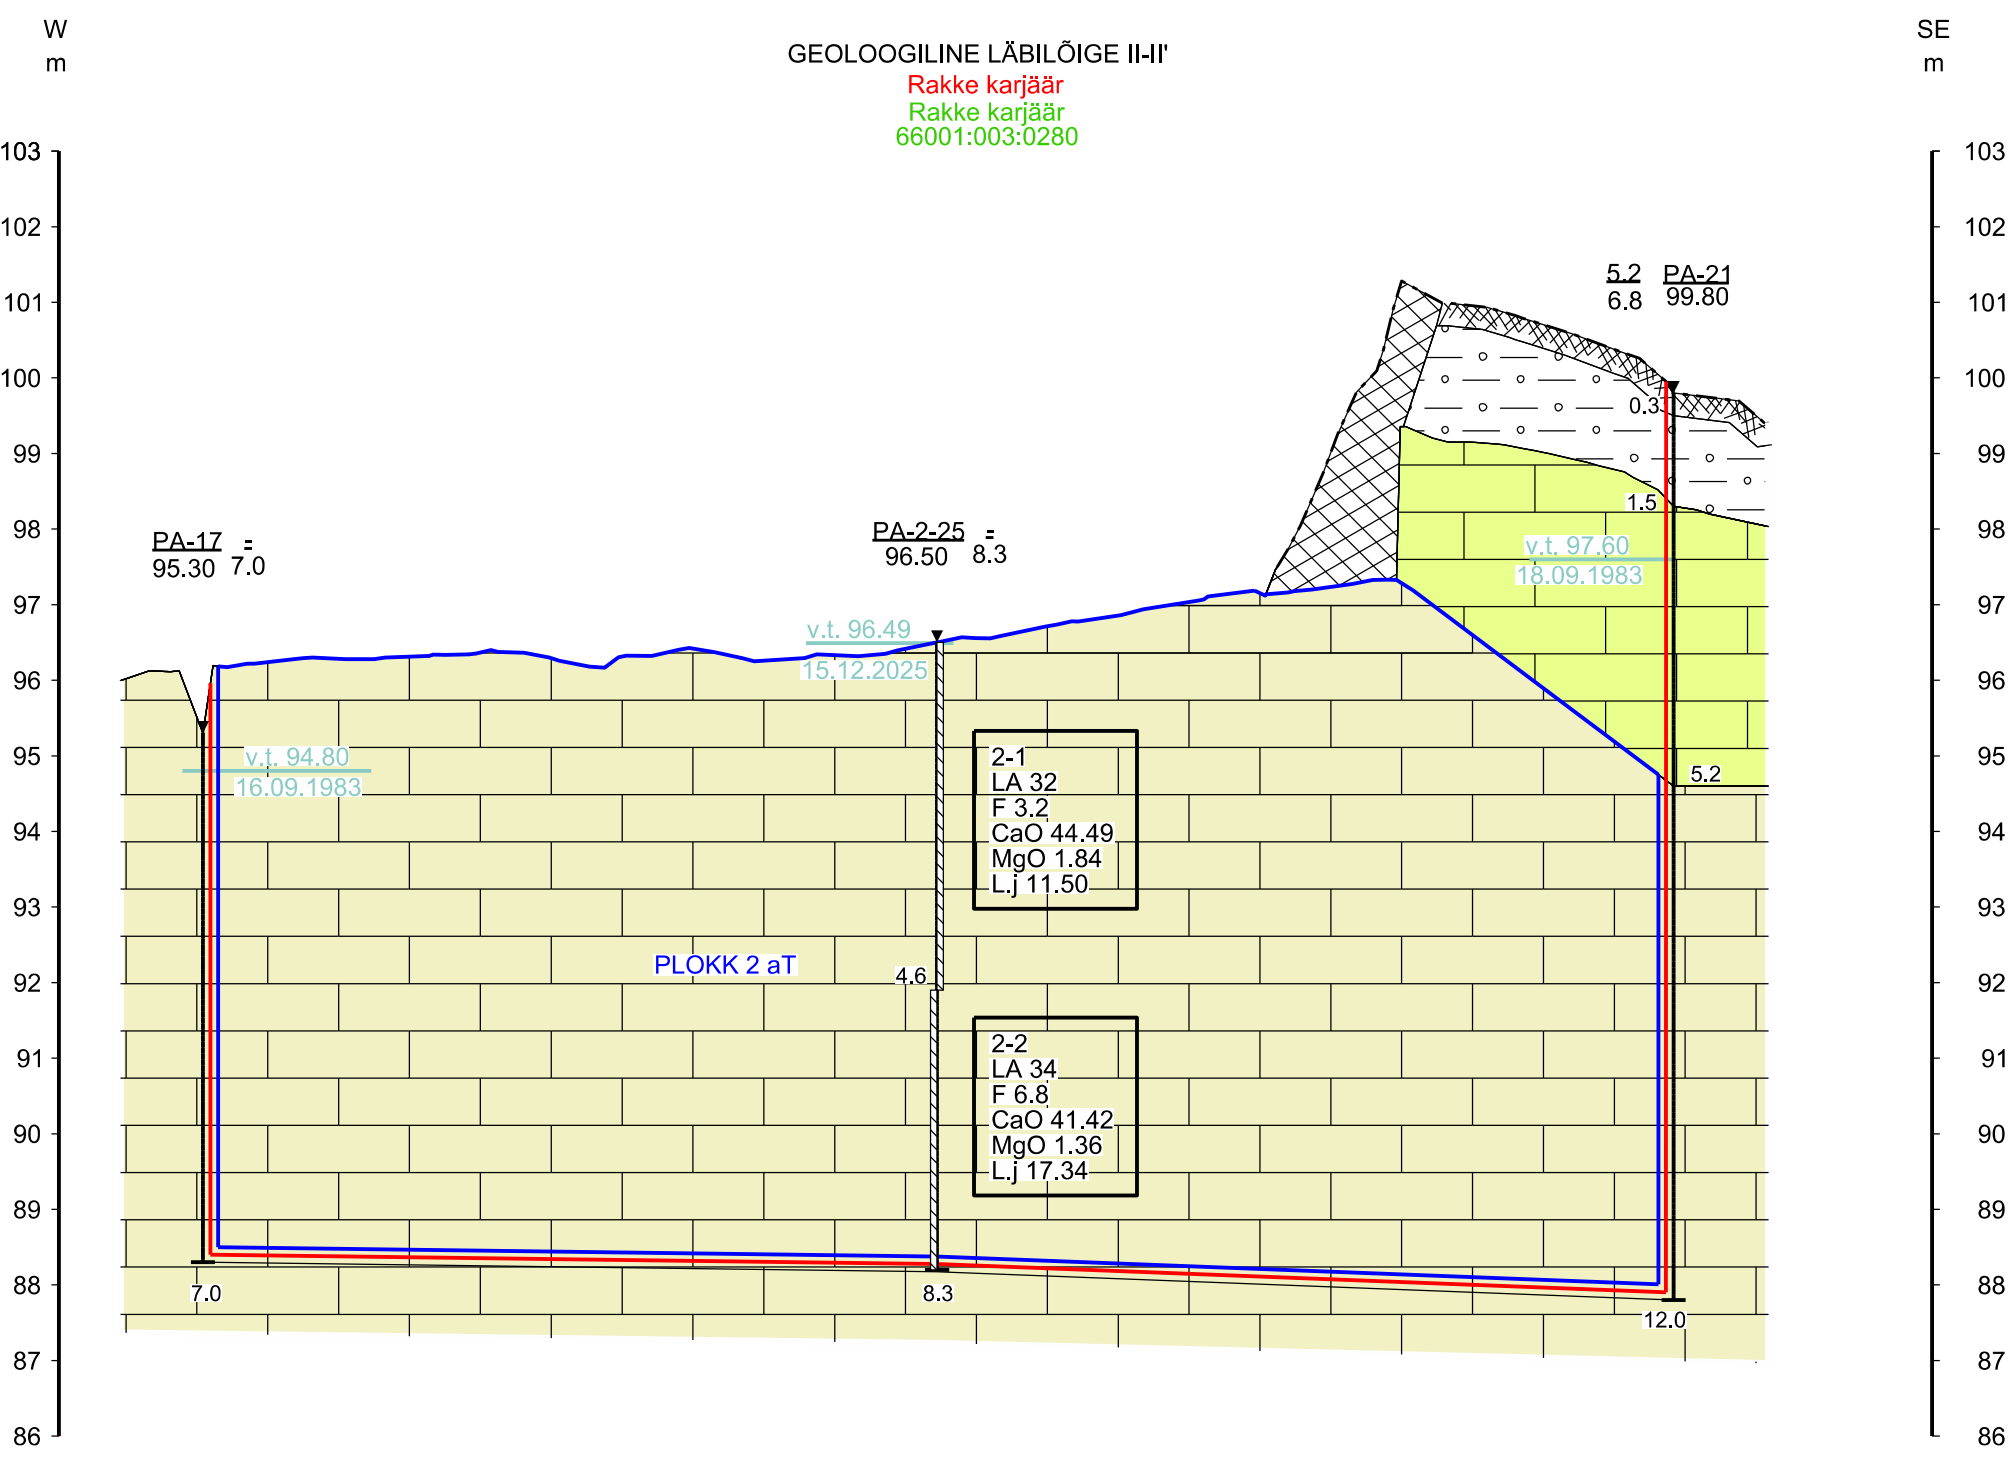 W
m
SE
m
GEOLOOGILINE LÄBILÕIGE II-II'
Rakke karjäär
Rakke karjäär
66001:003:0280
103
102
101
100
99
98
97
96
95
94
93
92
91
90
89
88
87
86
103
102
101
100
99
98
97
96
95
94
93
92
91
90
89
88
87
86
5.2
6.8
PA-21
99.80
0.3
1.5
PA-17
95.30
-
7.0
PA-2-25
96.50
-
8.3
v.t. 97.60
18.09.1983
v.t. 96.49
15.12.2025
v.t. 94.80
16.09.1983
5.2
2-1
LA 32
F 3.2
CaO 44.49
MgO 1.84
L.j 11.50
PLOKK 2 aT
4.6
2-2
LA 34
F 6.8
CaO 41.42
MgO 1.36
L.j 17.34
7.0
8.3
12.0